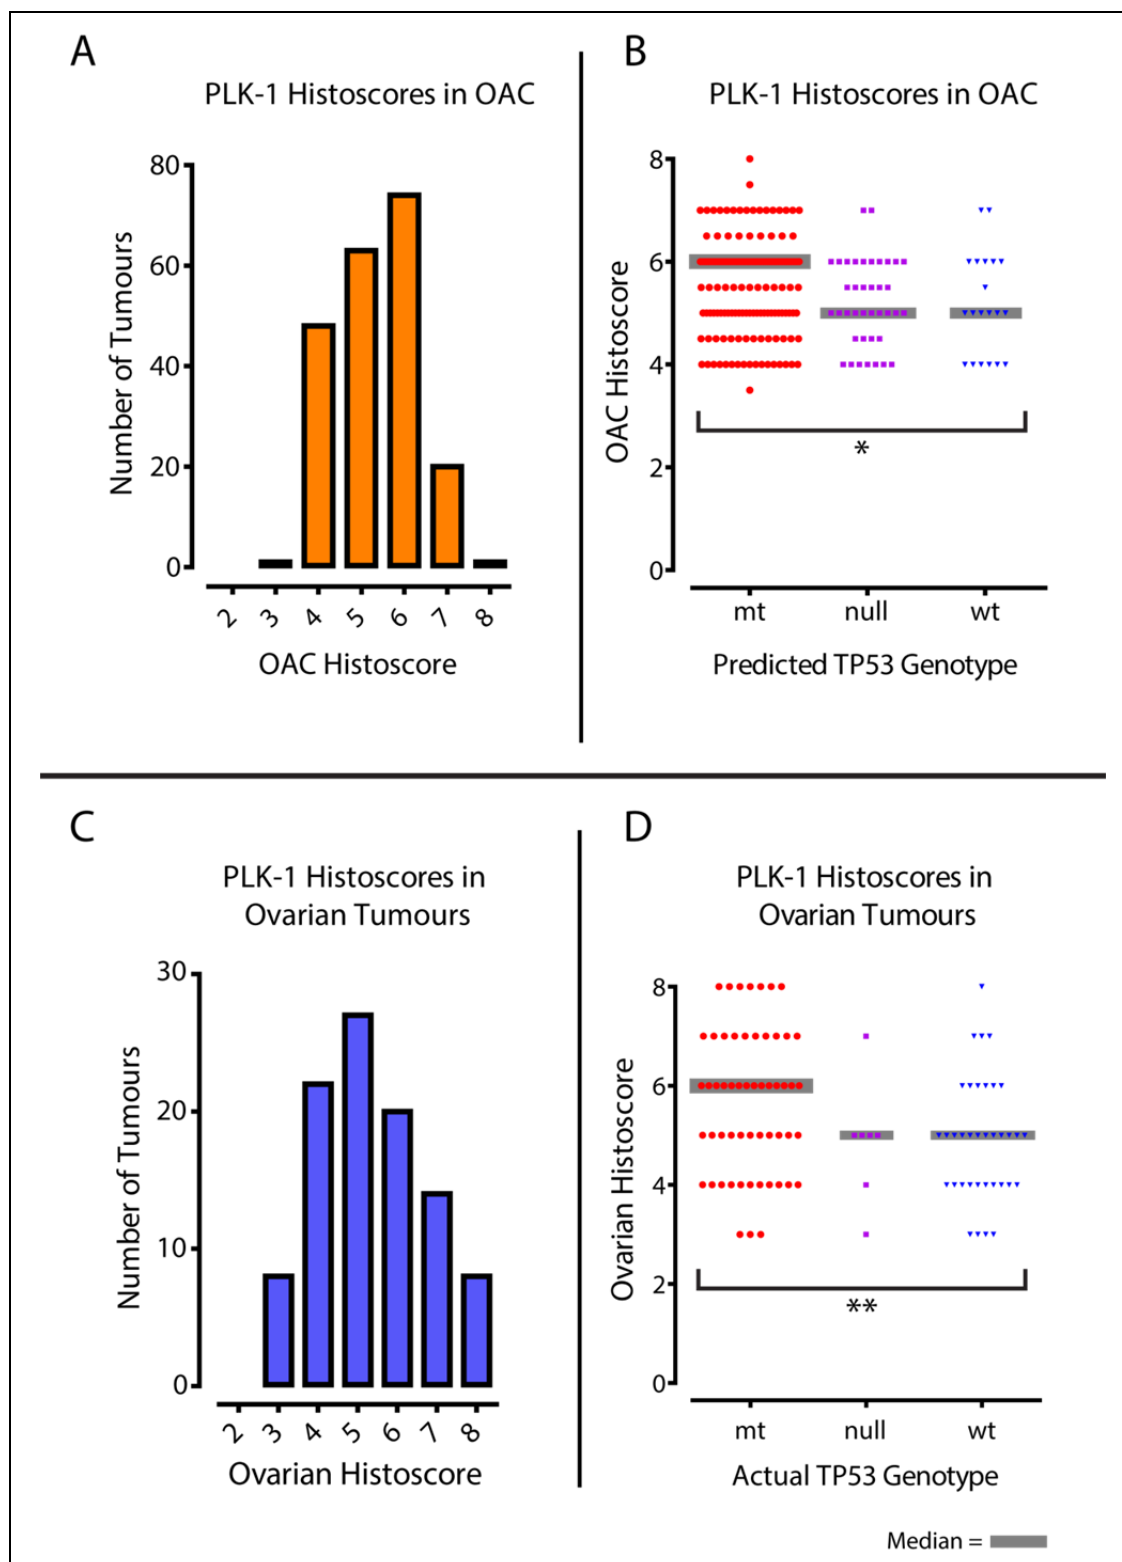 A
PLK-1 Histoscores in OAC
80
60
40
20
0
Number of Tumours
2 3 4 5 6 7 8
OAC Histoscore
B
PLK-1 Histoscores in OAC
8
6
4
2
0
OAC Histoscore
*
mt null wt
Predicted TP53 Genotype
C
PLK-1 Histoscores in
Ovarian Tumours
30
20
10
0
Number of Tumours
2 3 4 5 6 7 8
Ovarian Histoscore
D
PLK-1 Histoscores in
Ovarian Tumours
8
6
4
2
0
Ovarian Histoscore
**
mt null wt
Actual TP53 Genotype
Median =